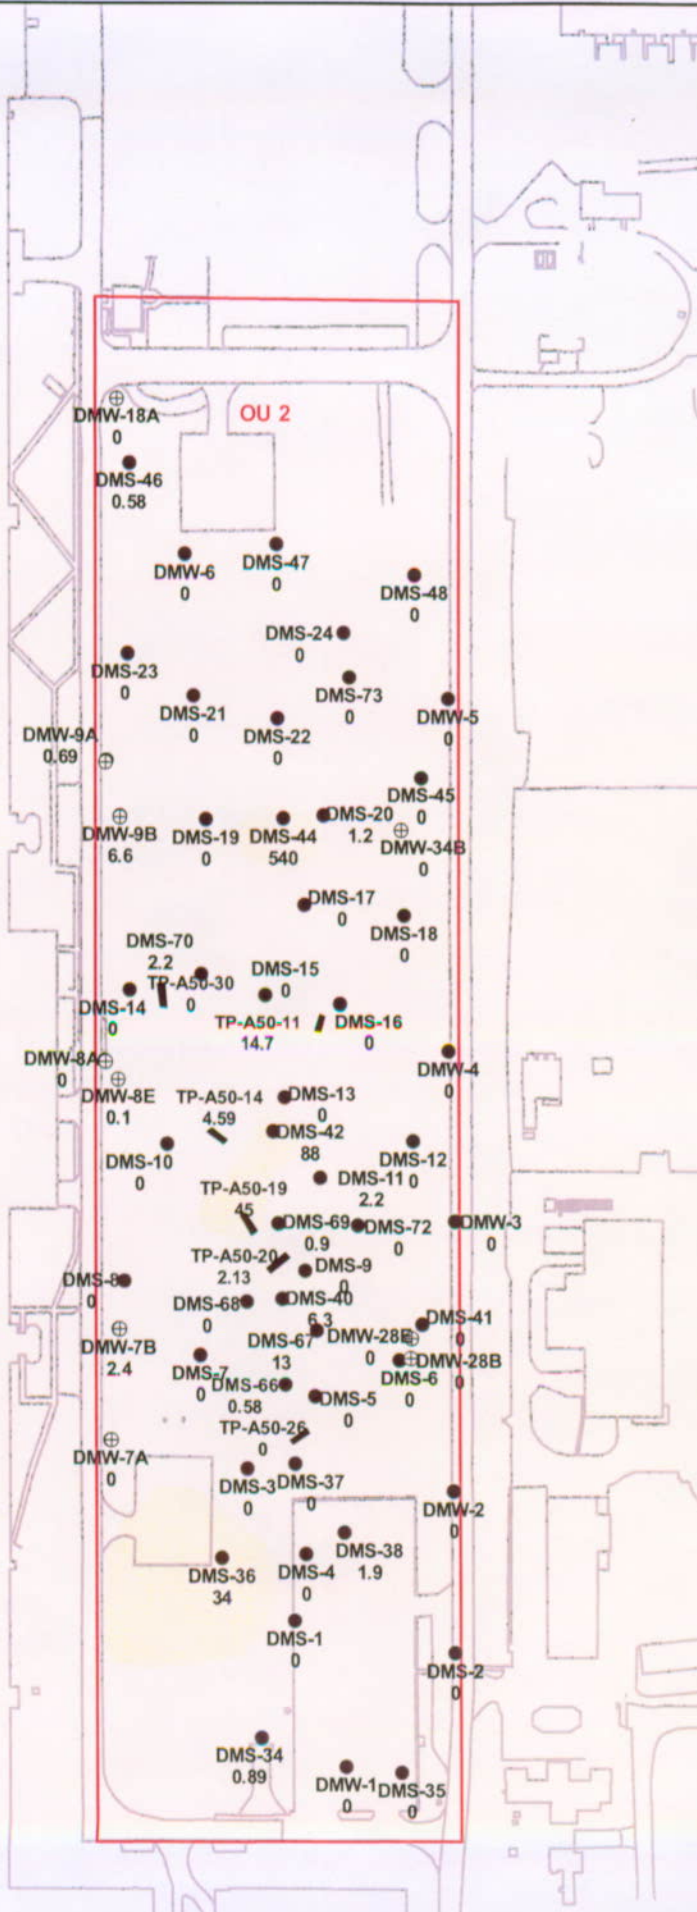 DMW-18A
0
OU 2
DMS-46
0.58
DMS-47
0
DMW-6
0
DMS-48
0
DMS-24
0
DMS-23
0
DMS-73
0
DMS-21
0
DMS-22
0
DMW-5
0
DMW-9A
0.69
DMS-45
0
DMW-9B
6.6
DMS-19
0
DMS-44
540
DMS-20
1.2
DMW-34B
0
DMS-17
0
DMS-18
0
DMS-70
2.2
TP-A50-30
0
DMS-15
0
DMS-14
0
TP-A50-11
14.7
DMS-16
0
DMW-8A
0
DMW-4
0
DMW-8E
0.1
TP-A50-14
4.59
DMS-13
0
DMS-42
88
DMS-10
0
DMS-12
0
DMS-11
2.2
TP-A50-19
45
DMS-69
0.9
DMS-72
0
DMW-3
0
TP-A50-20
2.13
DMS-9
0
DMS-8
0
DMS-68
0
DMS-40
6.3
DMS-41
0
DMW-7B
2.4
DMS-67
13
DMW-28E
0
DMW-28B
0
DMS-7
0
DMS-66
0.58
DMS-6
0
DMS-5
0
TP-A50-26
0
DMW-7A
0
DMS-3
0
DMS-37
0
DMW-2
0
DMS-38
1.9
DMS-36
34
DMS-4
0
DMS-1
0
DMS-2
0
DMS-34
0.89
DMW-1
0
DMS-35
0